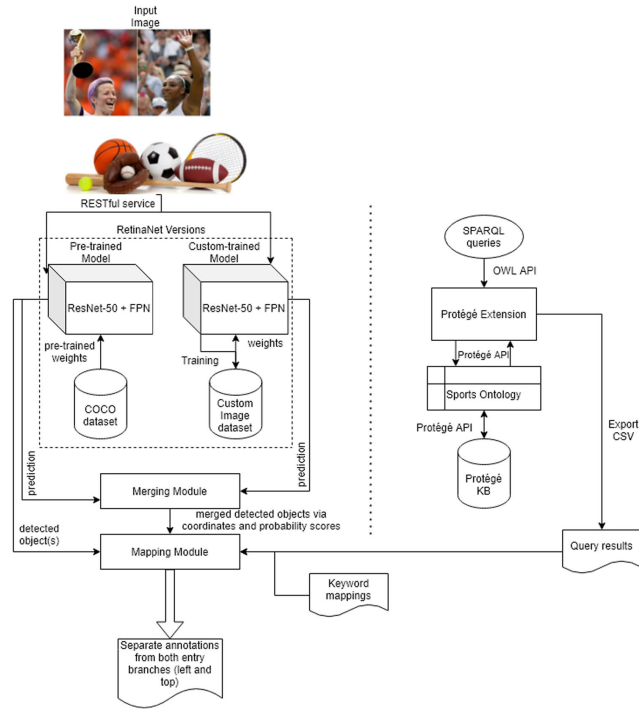 Input
Image
RESTful service
RetinaNet Versions
Pre-trained
Model
Custom-trained
Model
ResNet-50 + FPN
ResNet-50 + FPN
pre-trained
weights
weights
Training
COCO
dataset
Custom
Image
dataset
prediction
prediction
Merging Module
merged detected objects via
coordinates and probability scores
detected
object(s)
Mapping Module
Keyword
mappings
Separate annotations
from both entry
branches (left and
top)
SPARQL
queries
OWL API
Protégé Extension
Protégé API
Sports Ontology
Protégé API
Protégé
KB
Export
CSV
Query results